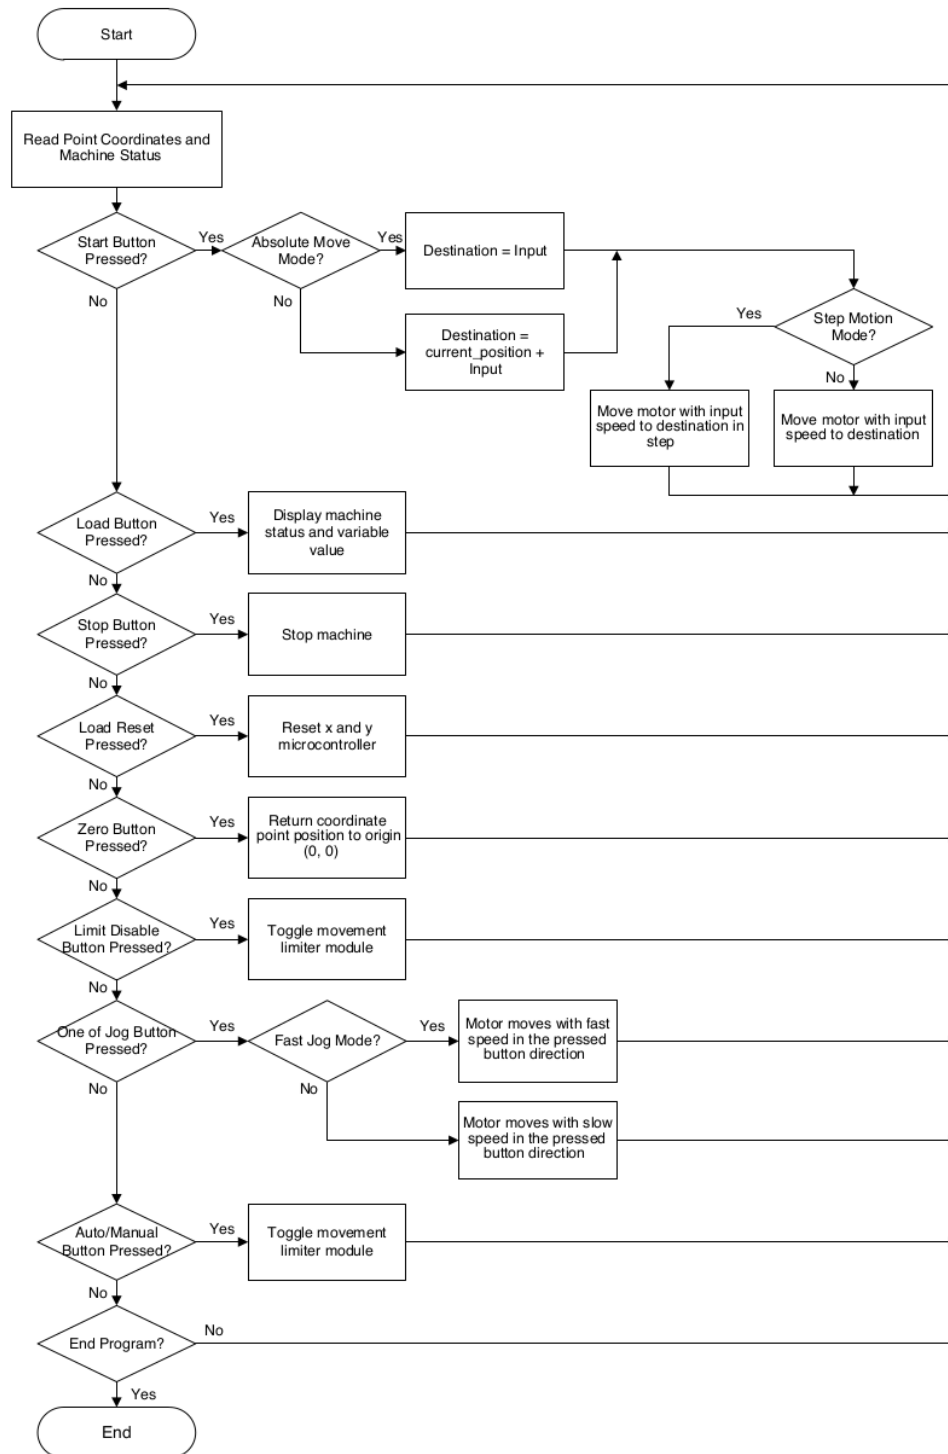 Start
Read Point Coordinates and
Machine Status
Start Button
Pressed?
Yes
Absolute Move
Mode?
Yes
Destination = Input
No
No
Destination =
current_position +
Input
Step Motion
Mode?
Yes
No
Move motor with input
speed to destination in
step
Move motor with input
speed to destination
Load Button
Pressed?
Yes
Display machine
status and variable
value
No
Stop Button
Pressed?
Yes
Stop machine
No
Load Reset
Pressed?
Yes
Reset x and y
microcontroller
No
Zero Button
Pressed?
Yes
Return coordinate
point position to origin
(0, 0)
No
Limit Disable
Button Pressed?
Yes
Toggle movement
limiter module
No
One of Jog Button
Pressed?
Yes
Fast Jog Mode?
Yes
Motor moves with fast
speed in the pressed
button direction
No
No
Motor moves with slow
speed in the pressed
button direction
Auto/Manual
Button Pressed?
Yes
Toggle movement
limiter module
No
End Program?
No
Yes
End